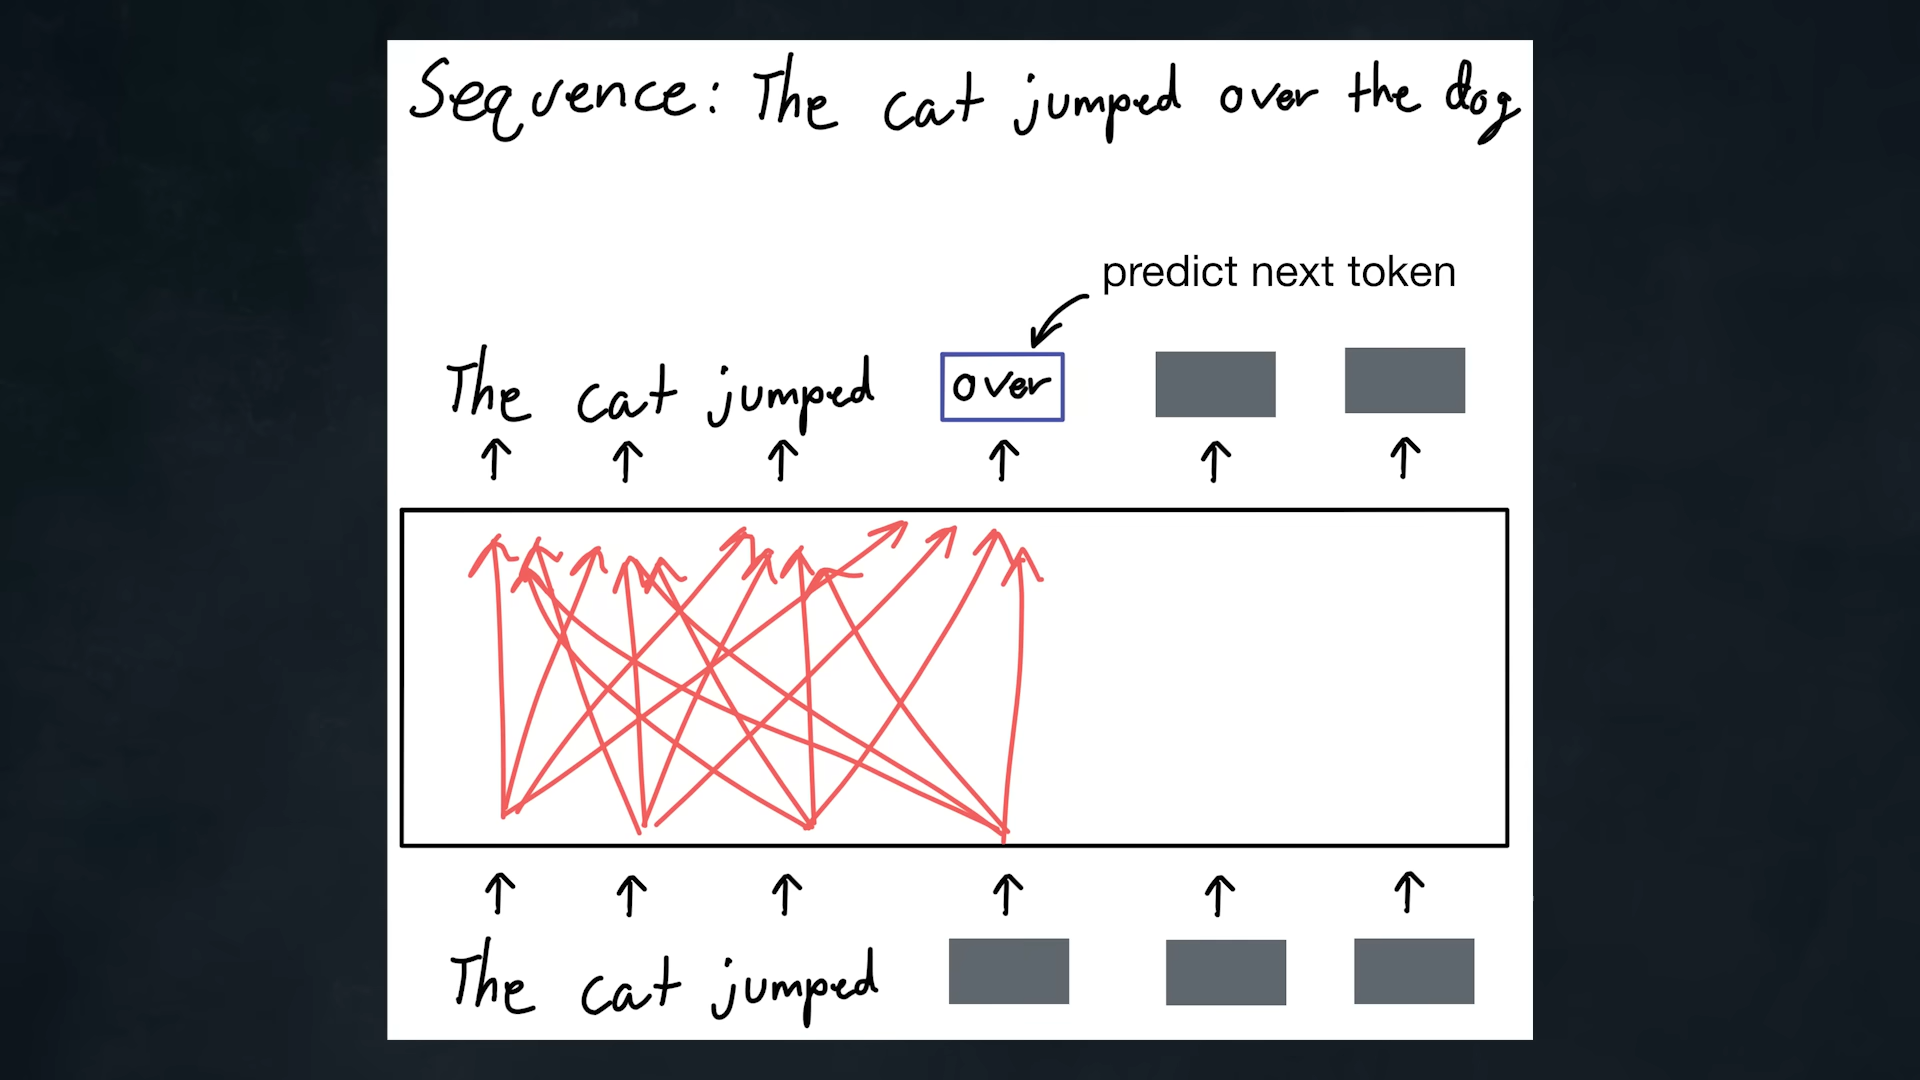 Sequence: The cat jumped over the dog
predict next token
The cat jumped over
The cat jumped